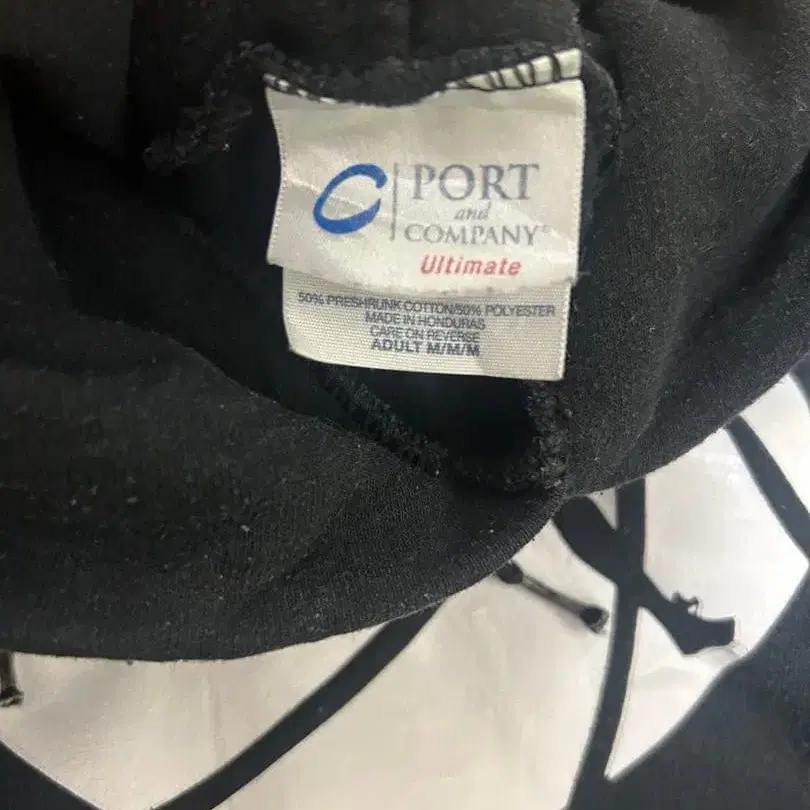 PORT
and
COMPANY®
Ultimate
50% PRESHRUNK COTTON/50% POLYESTER
MADE IN HONDURAS
CARE ON REVERSE
ADULT M/M/M